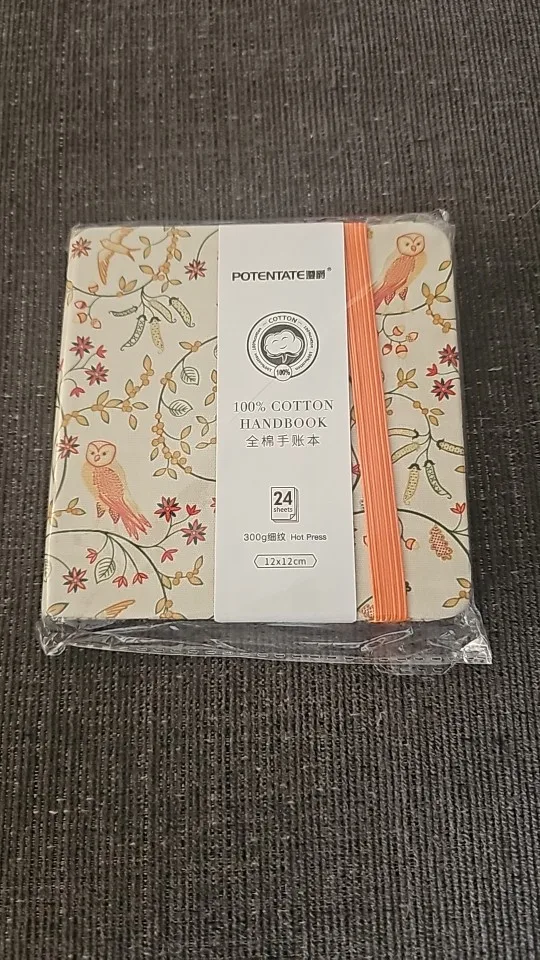 POTENTATE®
COTTON
100%
100% COTTON
HANDBOOK
全棉手账本
24
sheets
300g细纹 Hot Press
12x12cm